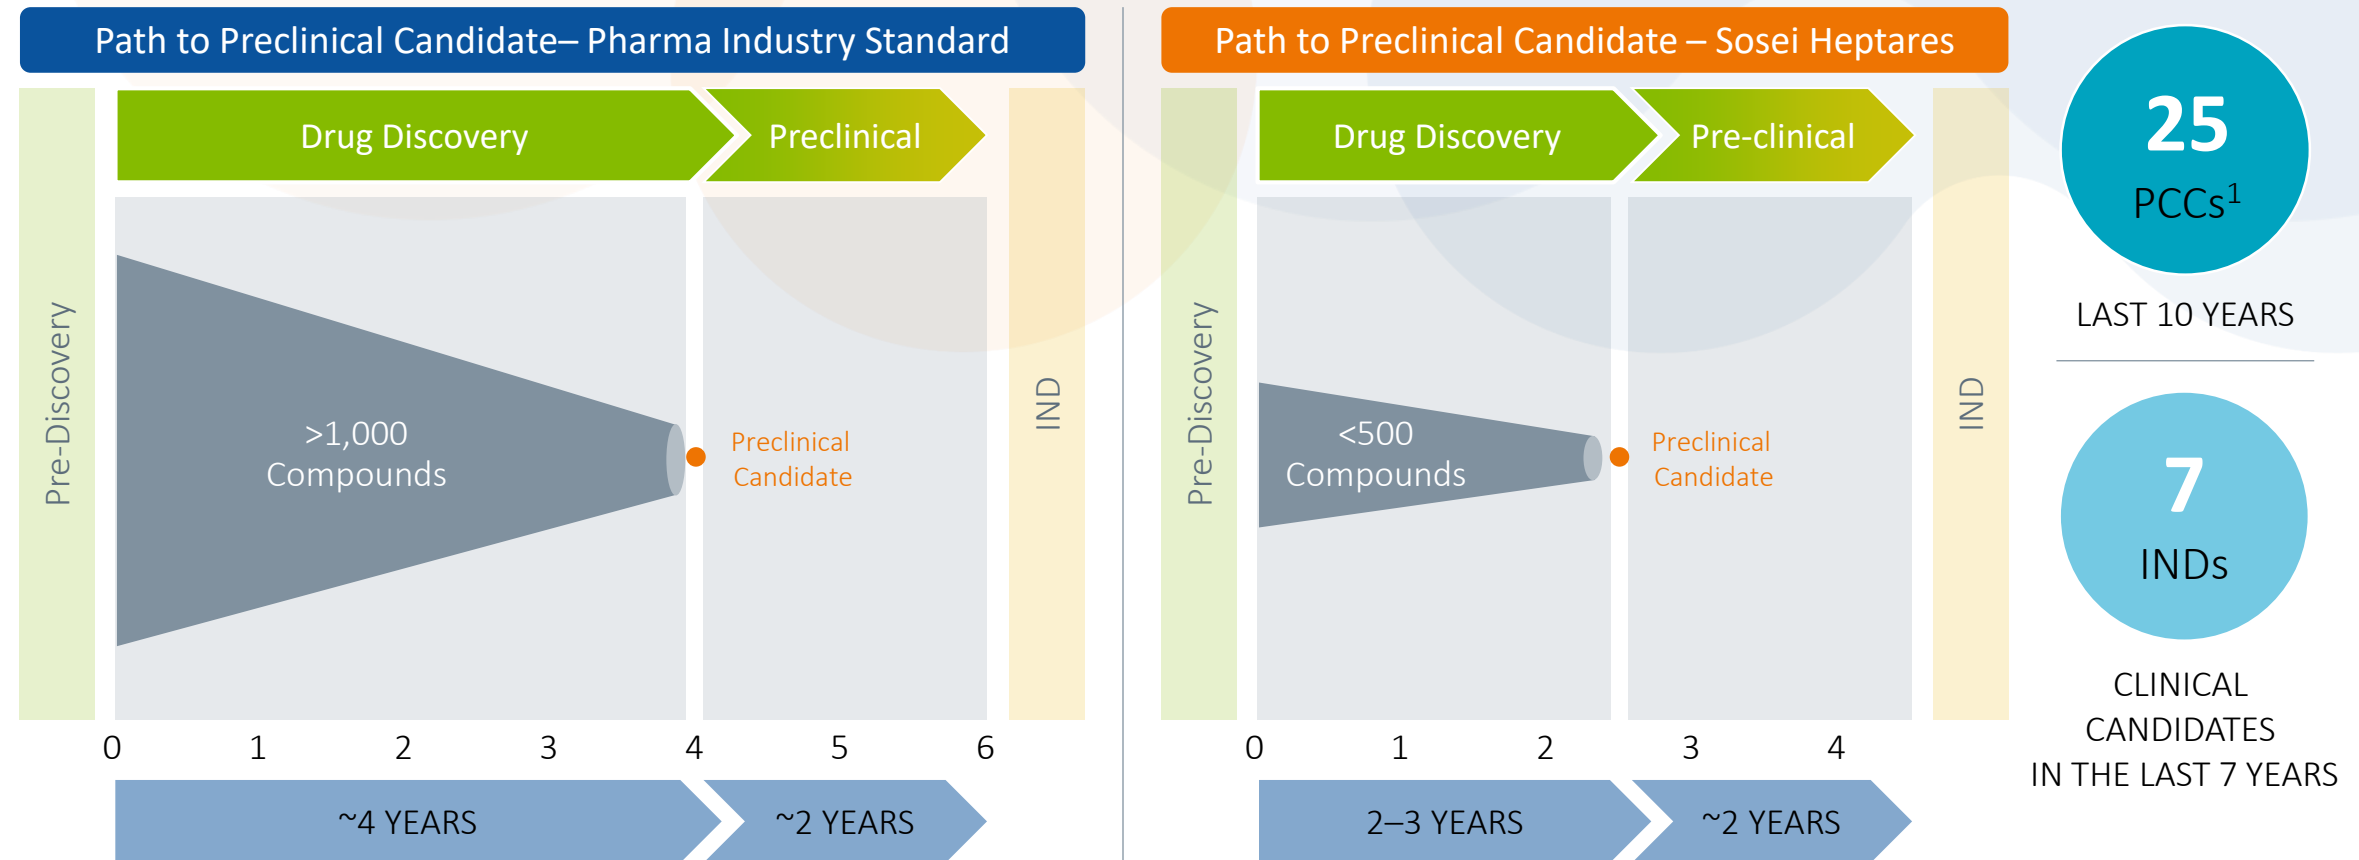 Path to Preclinical Candidate– Pharma Industry Standard
Drug Discovery
Preclinical
Pre-Discovery
>1,000
Compounds
Preclinical
Candidate
IND
0 1 2 3 4 5 6
~4 YEARS
~2 YEARS
Path to Preclinical Candidate – Sosei Heptares
Drug Discovery
Pre-clinical
Pre-Discovery
<500
Compounds
Preclinical
Candidate
IND
0 1 2 3 4
2–3 YEARS
~2 YEARS
25
PCCs¹
LAST 10 YEARS
7
INDs
CLINICAL
CANDIDATES
IN THE LAST 7 YEARS